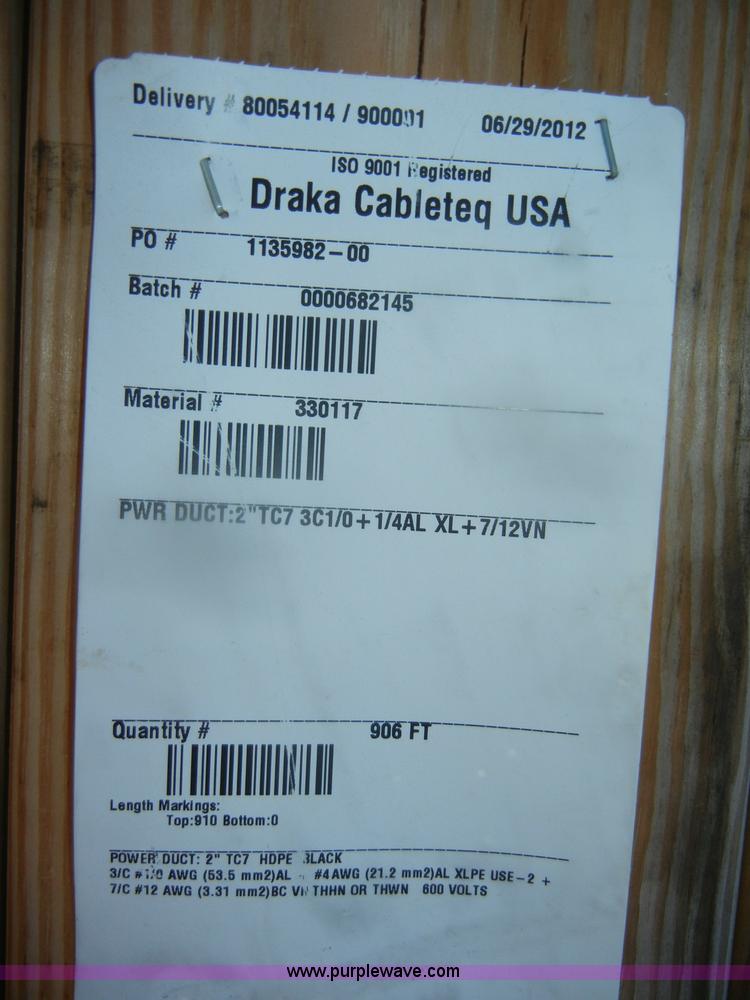 Delivery # 80054114 / 900001 06/29/2012
ISO 9001 Registered
Draka Cableteq USA
PO # 1135982-00
Batch # 0000682145
Material # 330117
PWR DUCT:2"TC7 3C1/0+1/4AL XL+7/12VN
Quantity # 906 FT
Length Markings:
Top:910 Bottom:0
POWER DUCT: 2" TC7 HDPE BLACK
3/C #1/0 AWG (53.5 mm2)AL #4AWG (21.2 mm2)AL XLPE USE-2 +
7/C #12 AWG (3.31 mm2)BC THHN OR THWN 600 VOLTS
www.purplewave.com